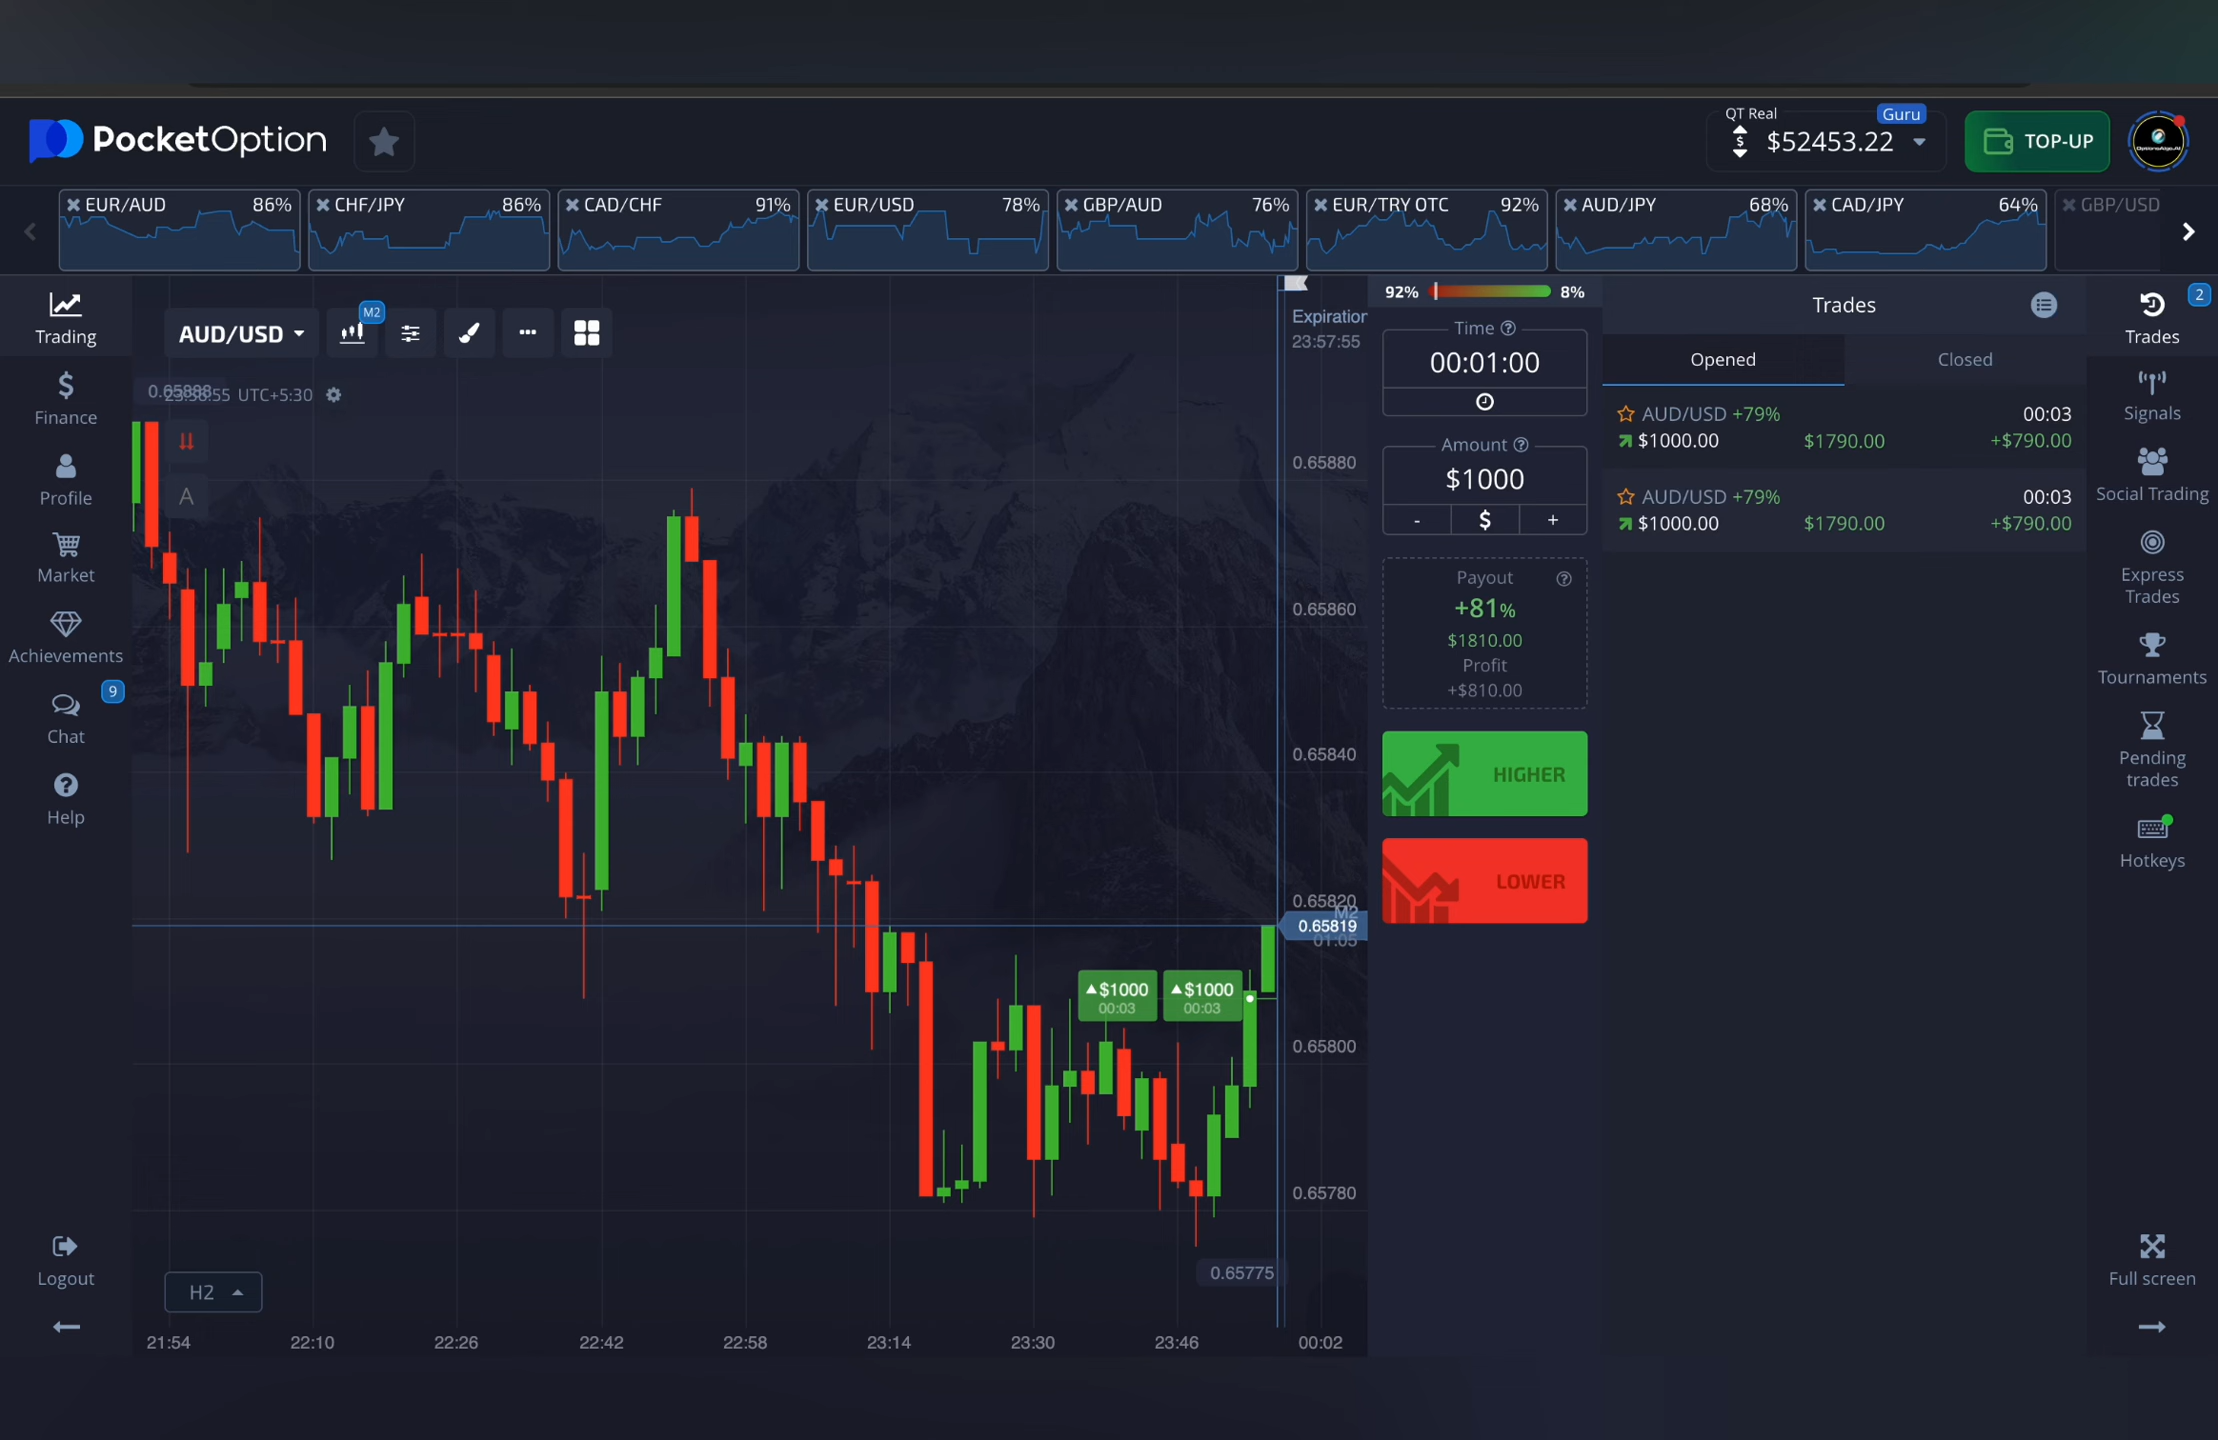 PocketOption
QT Real
Guru
$52453.22
TOP-UP
EUR/AUD 86%
CHF/JPY 86%
CAD/CHF 91%
EUR/USD 78%
GBP/AUD 76%
EUR/TRY OTC 92%
AUD/JPY 68%
CAD/JPY 64%
GBP/USD
Trading
Finance
Profile
Market
Achievements
9
Chat
Help
Logout
AUD/USD
M2
UTC+5:30
A
Expiration
23:57:55
0.65880
0.65860
0.65840
0.65820
M2
0.65819
01:05
0.65800
0.65780
0.65775
$1000
00:03
$1000
00:03
H2
21:54
22:10
22:26
22:42
22:58
23:14
23:30
23:46
00:02
92% 8%
Time
00:01:00
Amount
$1000
- $ +
Payout
+81%
$1810.00
Profit
+$810.00
HIGHER
LOWER
Trades
Opened Closed
AUD/USD +79% 00:03
$1000.00 $1790.00 +$790.00
AUD/USD +79% 00:03
$1000.00 $1790.00 +$790.00
2
Trades
Signals
Social Trading
Express
Trades
Tournaments
Pending
trades
Hotkeys
Full screen